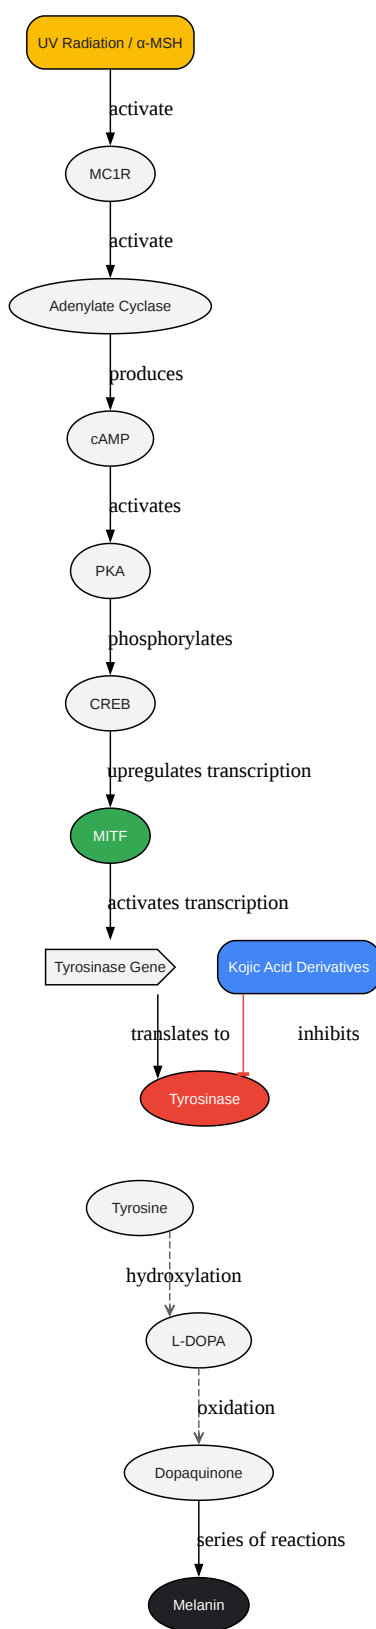 UV Radiation / α-MSH
activate
MC1R
activate
Adenylate Cyclase
produces
cAMP
activates
PKA
phosphorylates
CREB
upregulates transcription
MITF
activates transcription
Tyrosinase Gene
Kojic Acid Derivatives
translates to
inhibits
Tyrosinase
Tyrosine
hydroxylation
L-DOPA
oxidation
Dopaquinone
series of reactions
Melanin